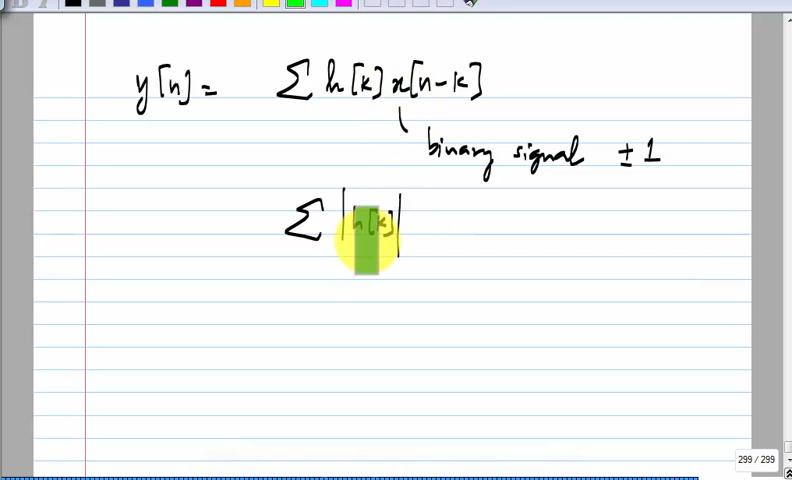 y[n] = ∑ h[k] x[n-k]
binary signal ± 1
∑ |h[k]|
299 / 299